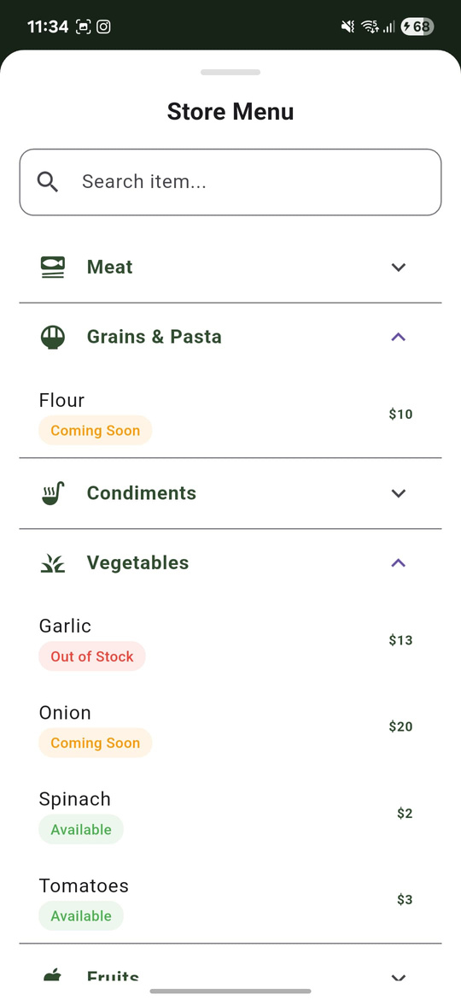 11:34
68
Store Menu
Search item...
Meat
Grains & Pasta
Flour
$10
Coming Soon
Condiments
Vegetables
Garlic
$13
Out of Stock
Onion
$20
Coming Soon
Spinach
$2
Available
Tomatoes
$3
Available
Fruits